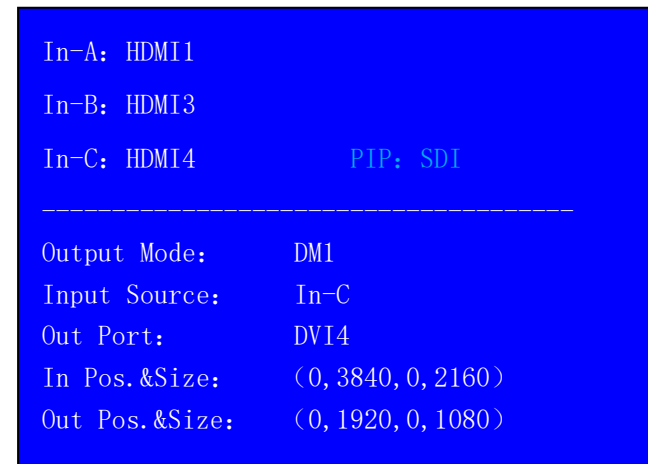 In-A：HDMI1
In-B：HDMI3
In-C：HDMI4 PIP：SDI
--------------------------------------
Output Mode： DM1
Input Source： In-C
Out Port： DVI4
In Pos.&Size： （0,3840,0,2160）
Out Pos.&Size： （0,1920,0,1080）